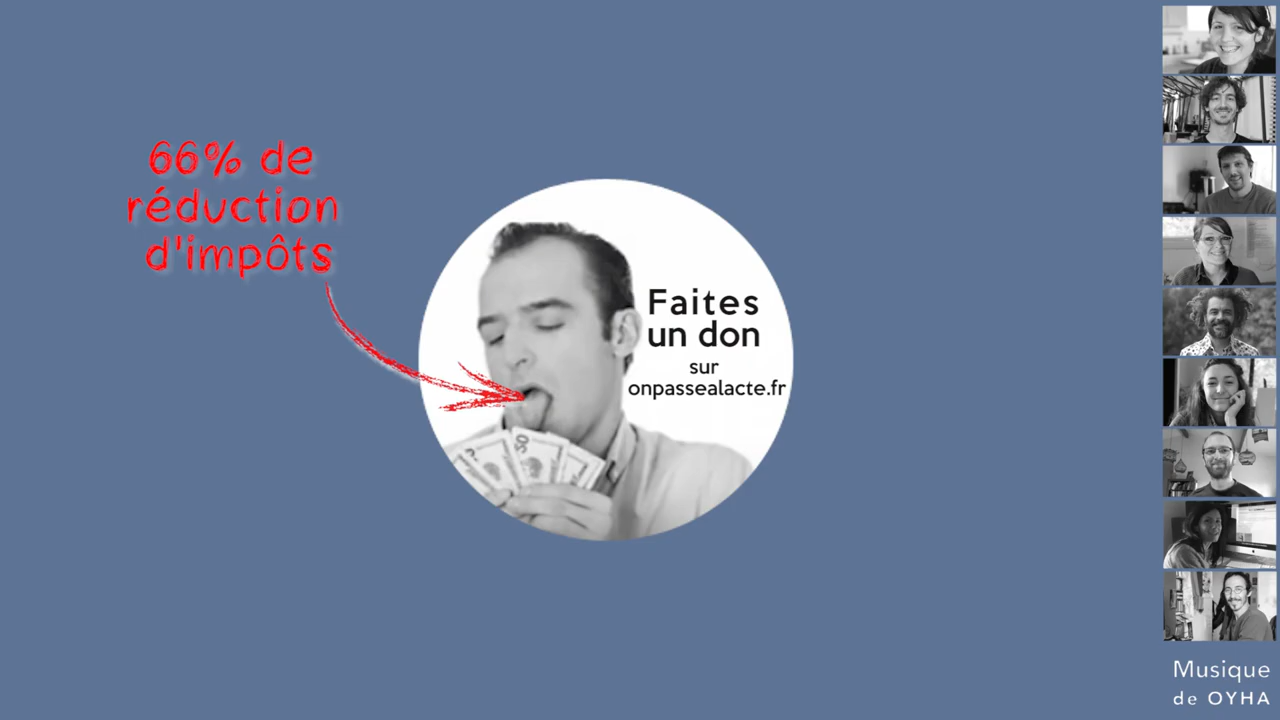 66% de
réduction
d'impôts
Faites
un don
sur
onpassealacte.fr
Musique
de OYHA